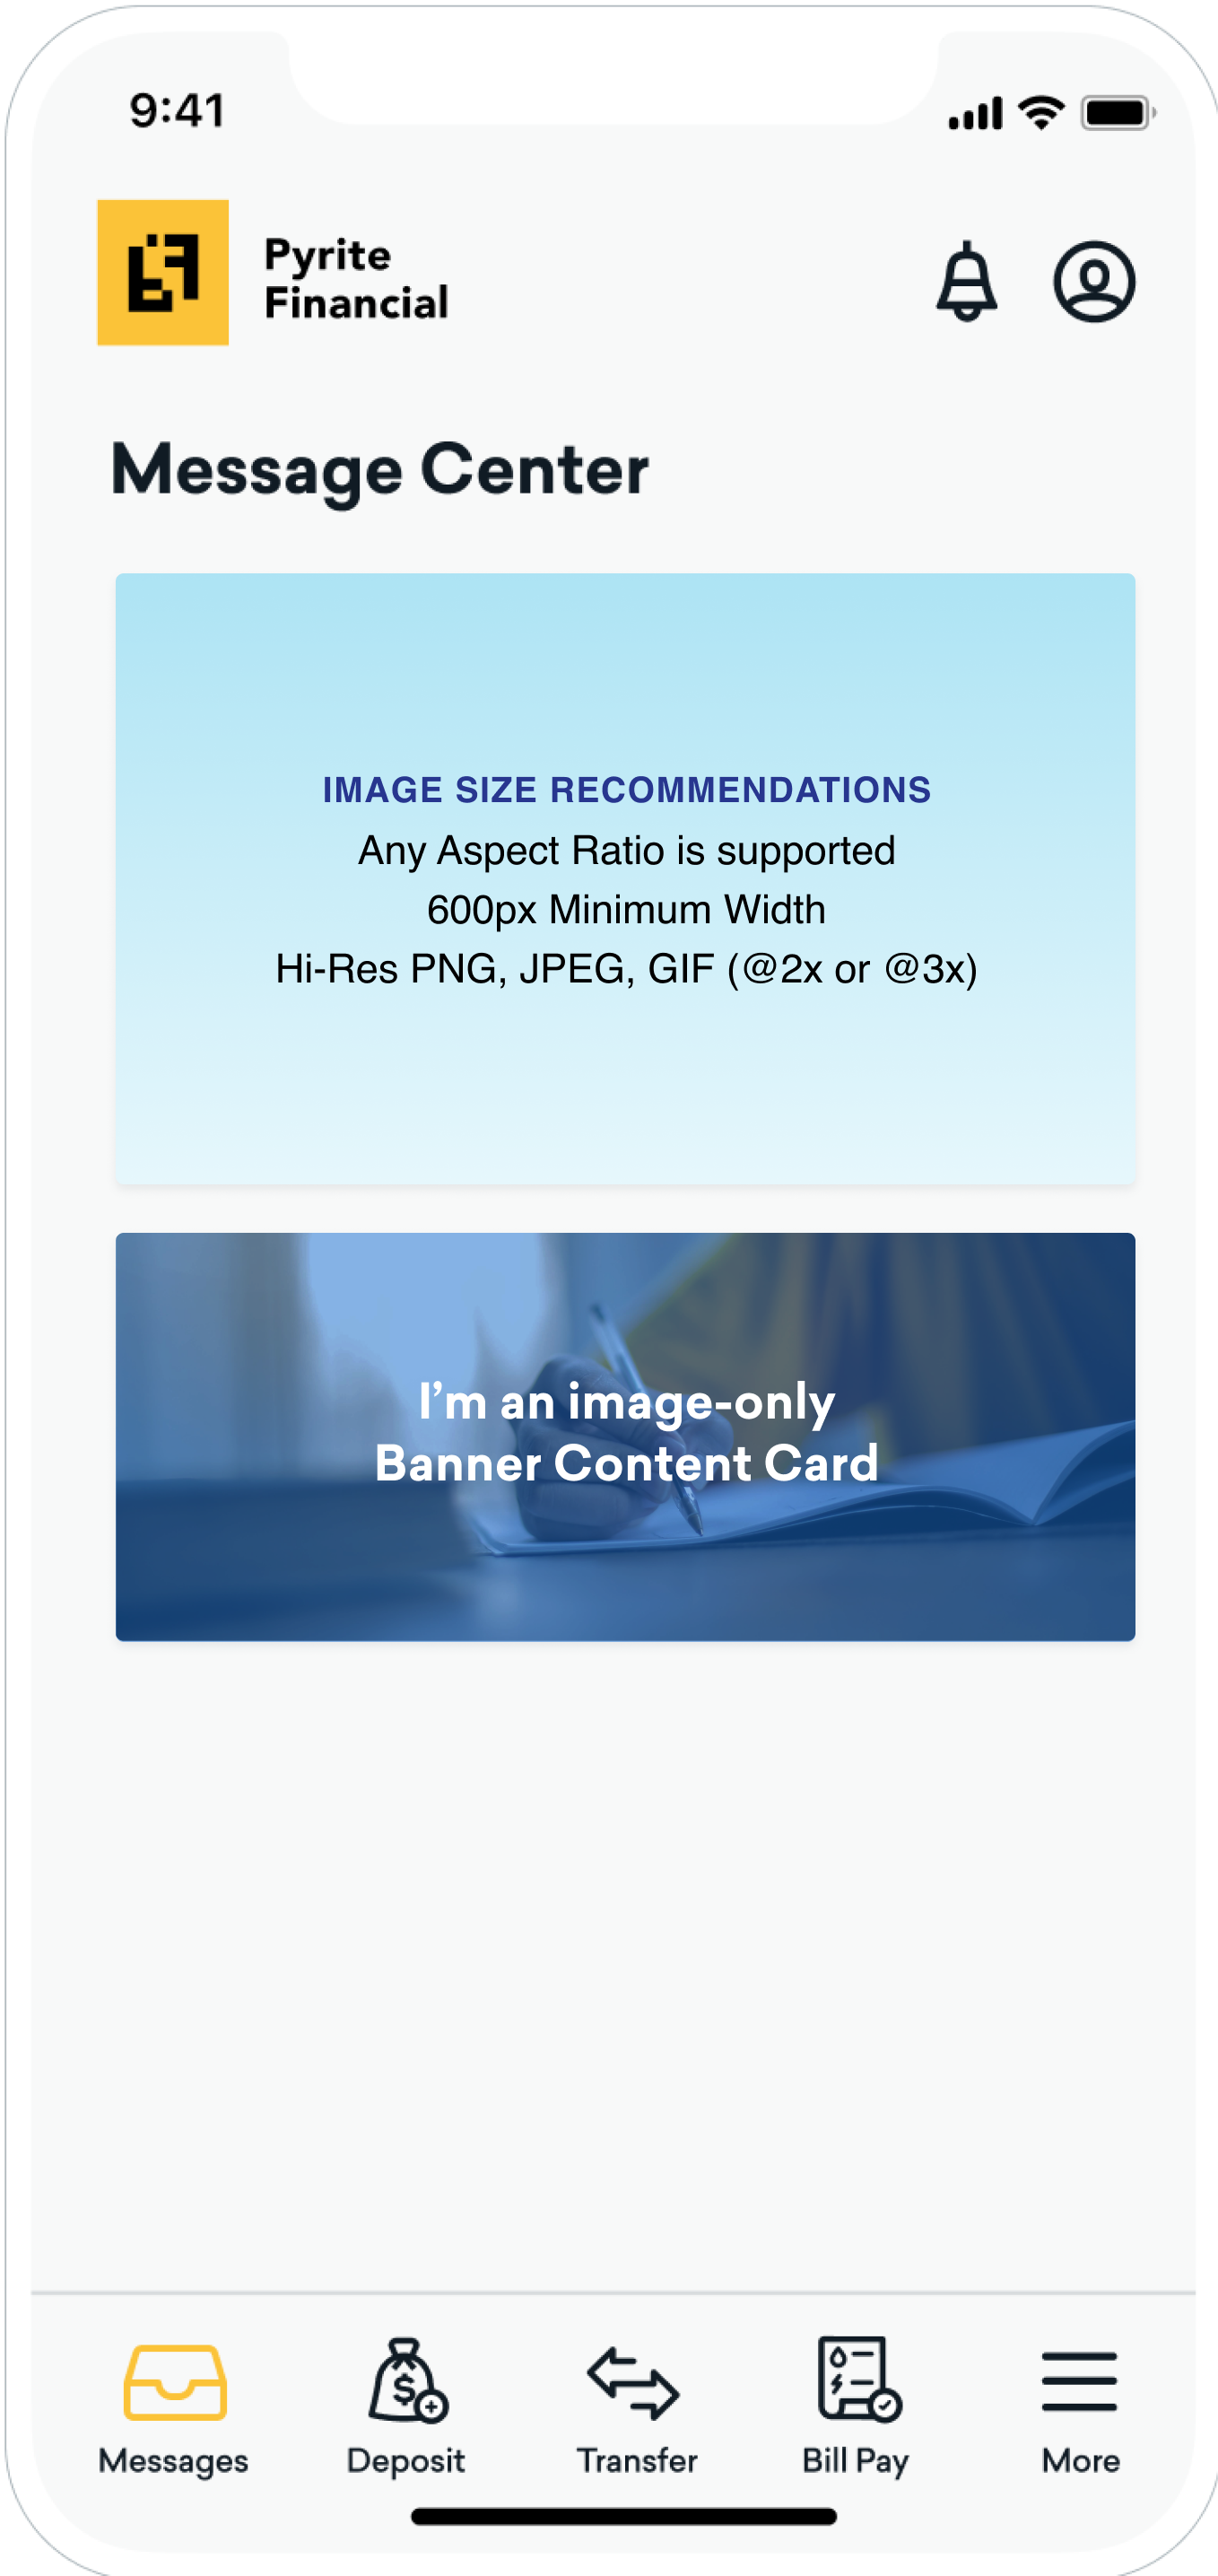 9:41
Pyrite
Financial
Message Center
IMAGE SIZE RECOMMENDATIONS
Any Aspect Ratio is supported
600px Minimum Width
Hi-Res PNG, JPEG, GIF (@2x or @3x)
I’m an image-only
Banner Content Card
Messages
Deposit
Transfer
Bill Pay
More